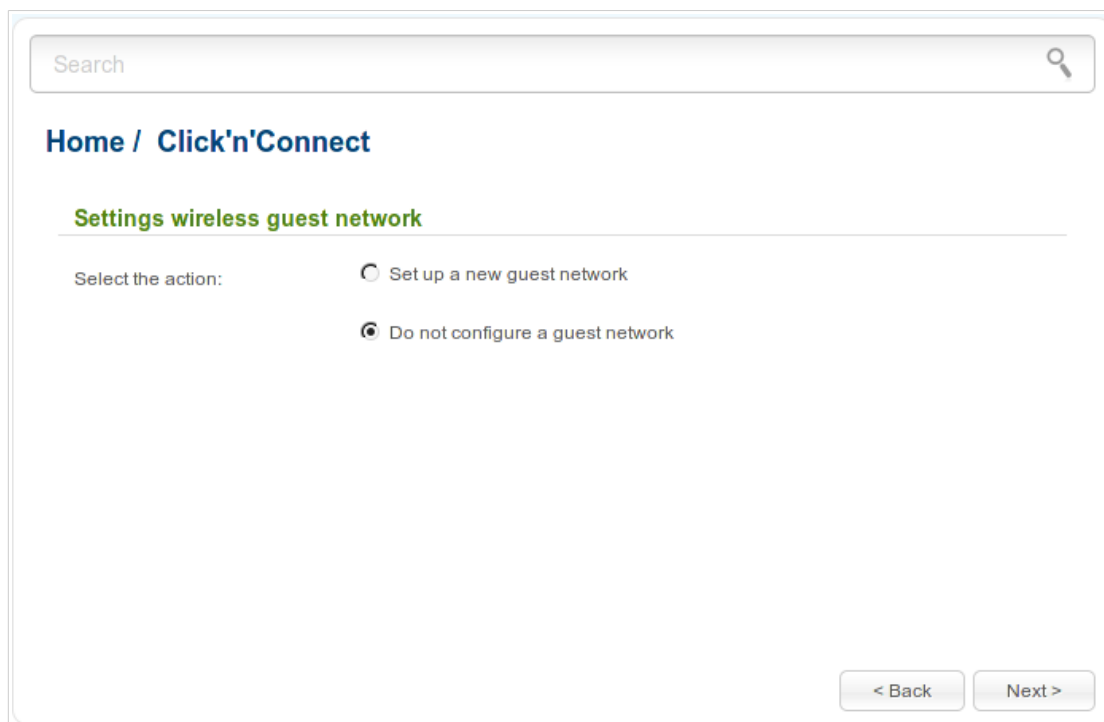 Search
Home / Click'n'Connect
Settings wireless guest network
Select the action:
Set up a new guest network
Do not configure a guest network
< Back
Next >